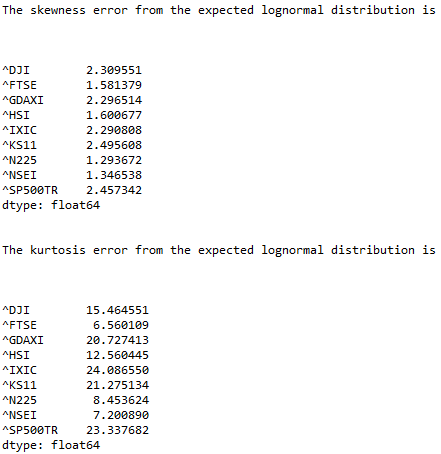 The skewness error from the expected lognormal distribution is
^DJI 2.309551
^FTSE 1.581379
^GDAXI 2.296514
^HSI 1.600677
^IXIC 2.290808
^KS11 2.495608
^N225 1.293672
^NSEI 1.346538
^SP500TR 2.457342
dtype: float64
The kurtosis error from the expected lognormal distribution is
^DJI 15.464551
^FTSE 6.560109
^GDAXI 20.727413
^HSI 12.560445
^IXIC 24.086550
^KS11 21.275134
^N225 8.453624
^NSEI 7.200890
^SP500TR 23.337682
dtype: float64